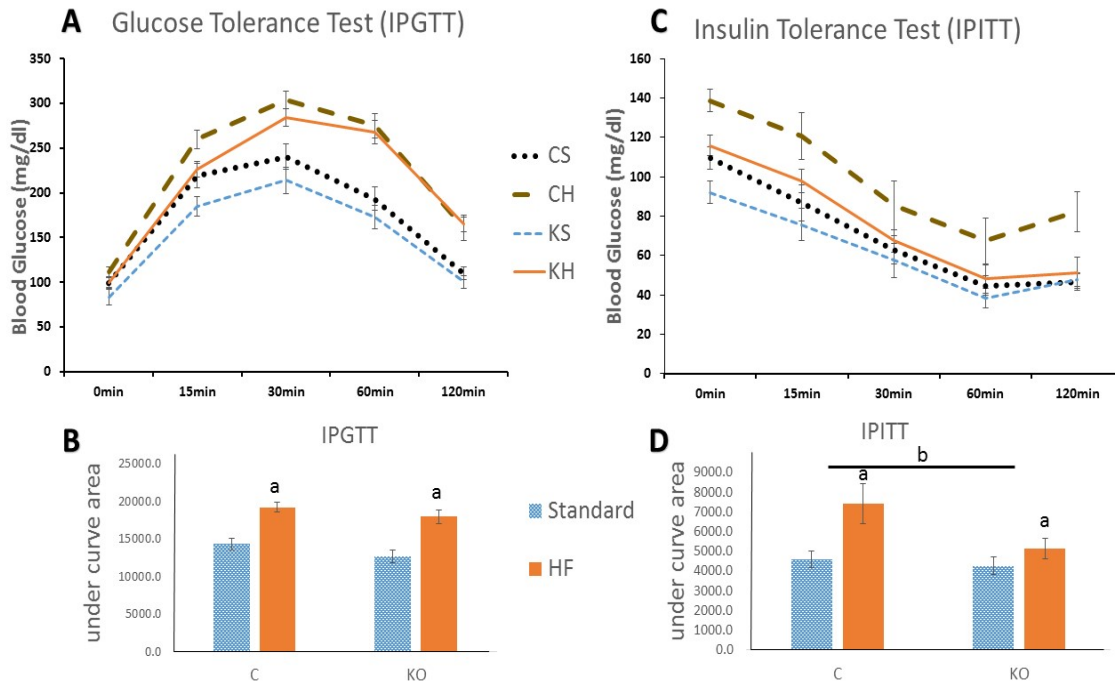 A
Glucose Tolerance Test (IPGTT)
Blood Glucose (mg/dl)
350
300
250
200
150
100
50
0
0min 15min 30min 60min 120min
CS
CH
KS
KH
C
Insulin Tolerance Test (IPITT)
Blood Glucose (mg/dl)
160
140
120
100
80
60
40
20
0
0min 15min 30min 60min 120min
B
IPGTT
under curve area
25000.0
20000.0
15000.0
10000.0
5000.0
0.0
a
a
C KO
Standard
HF
D
IPITT
under curve area
9000.0
8000.0
7000.0
6000.0
5000.0
4000.0
3000.0
2000.0
1000.0
0.0
b
a
a
C KO